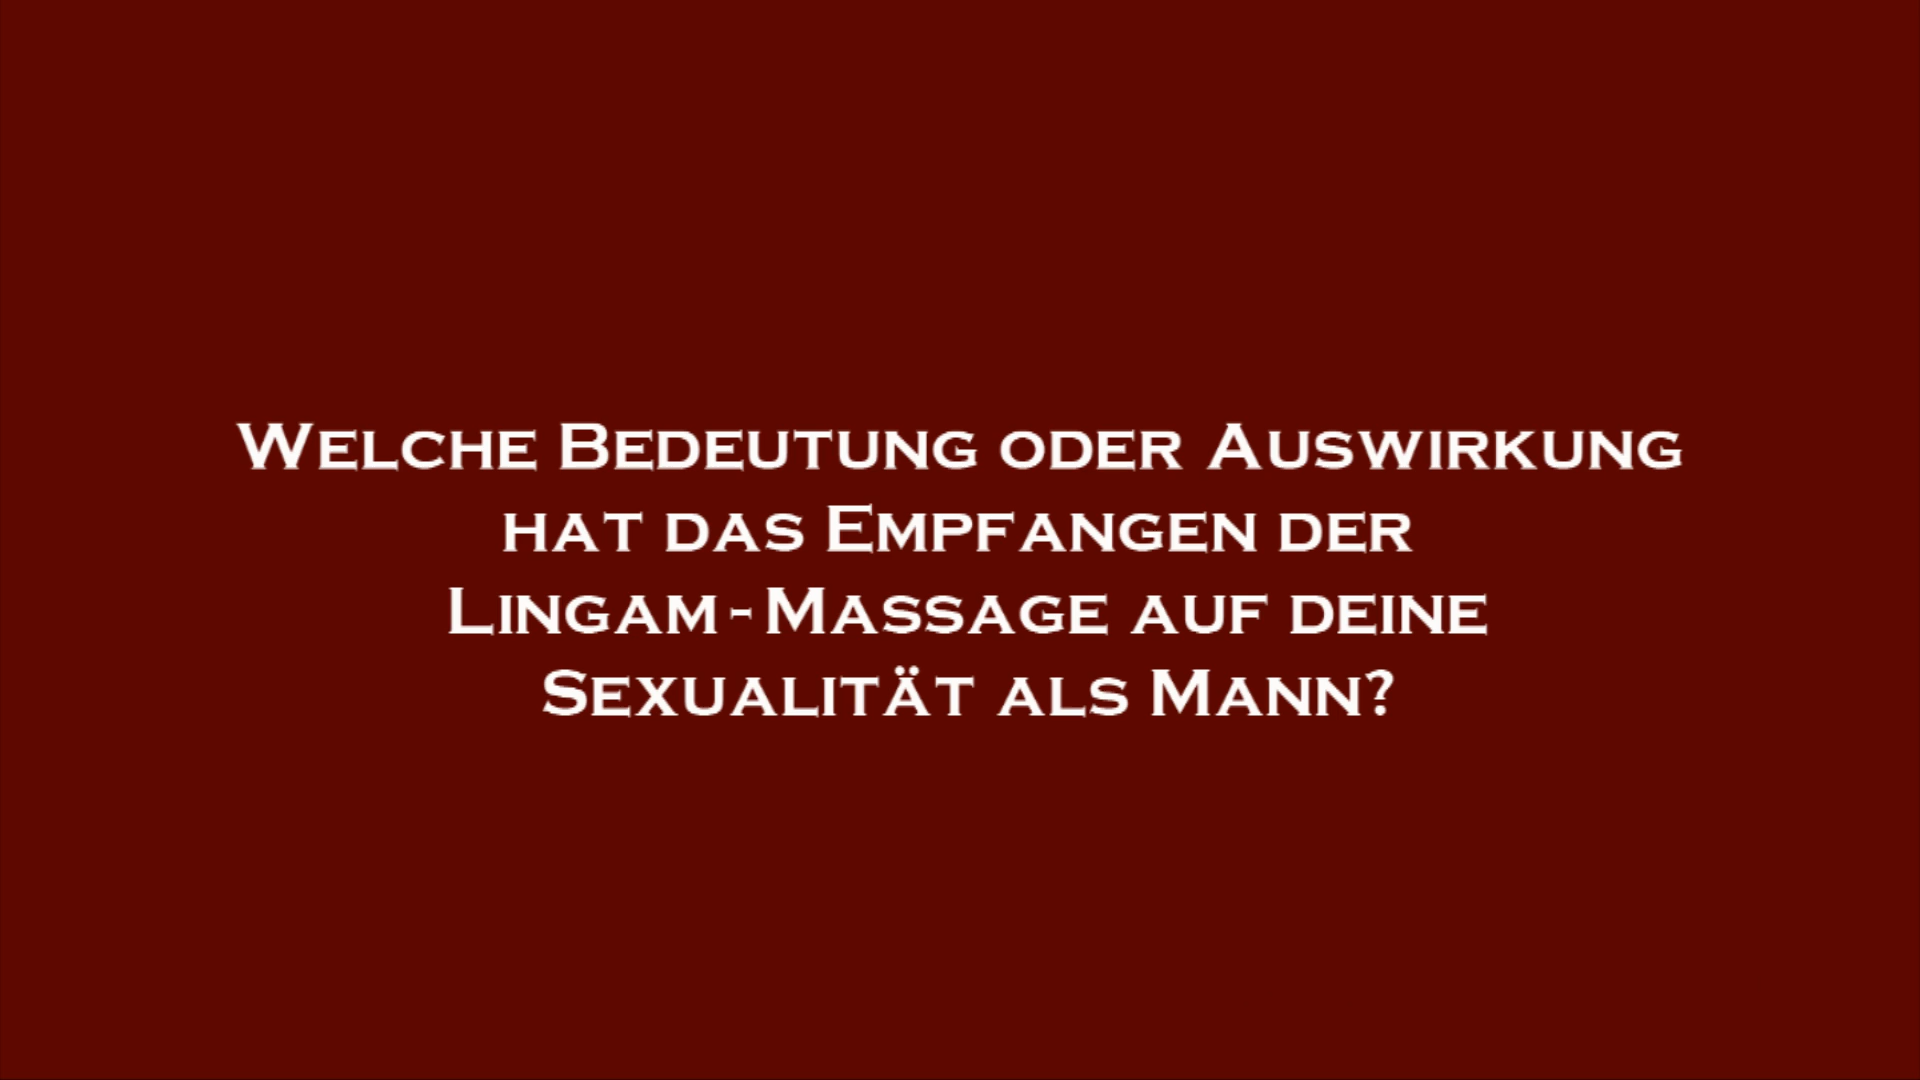 Welche Bedeutung oder Auswirkung
hat das Empfangen der
Lingam-Massage auf deine
Sexualität als Mann?